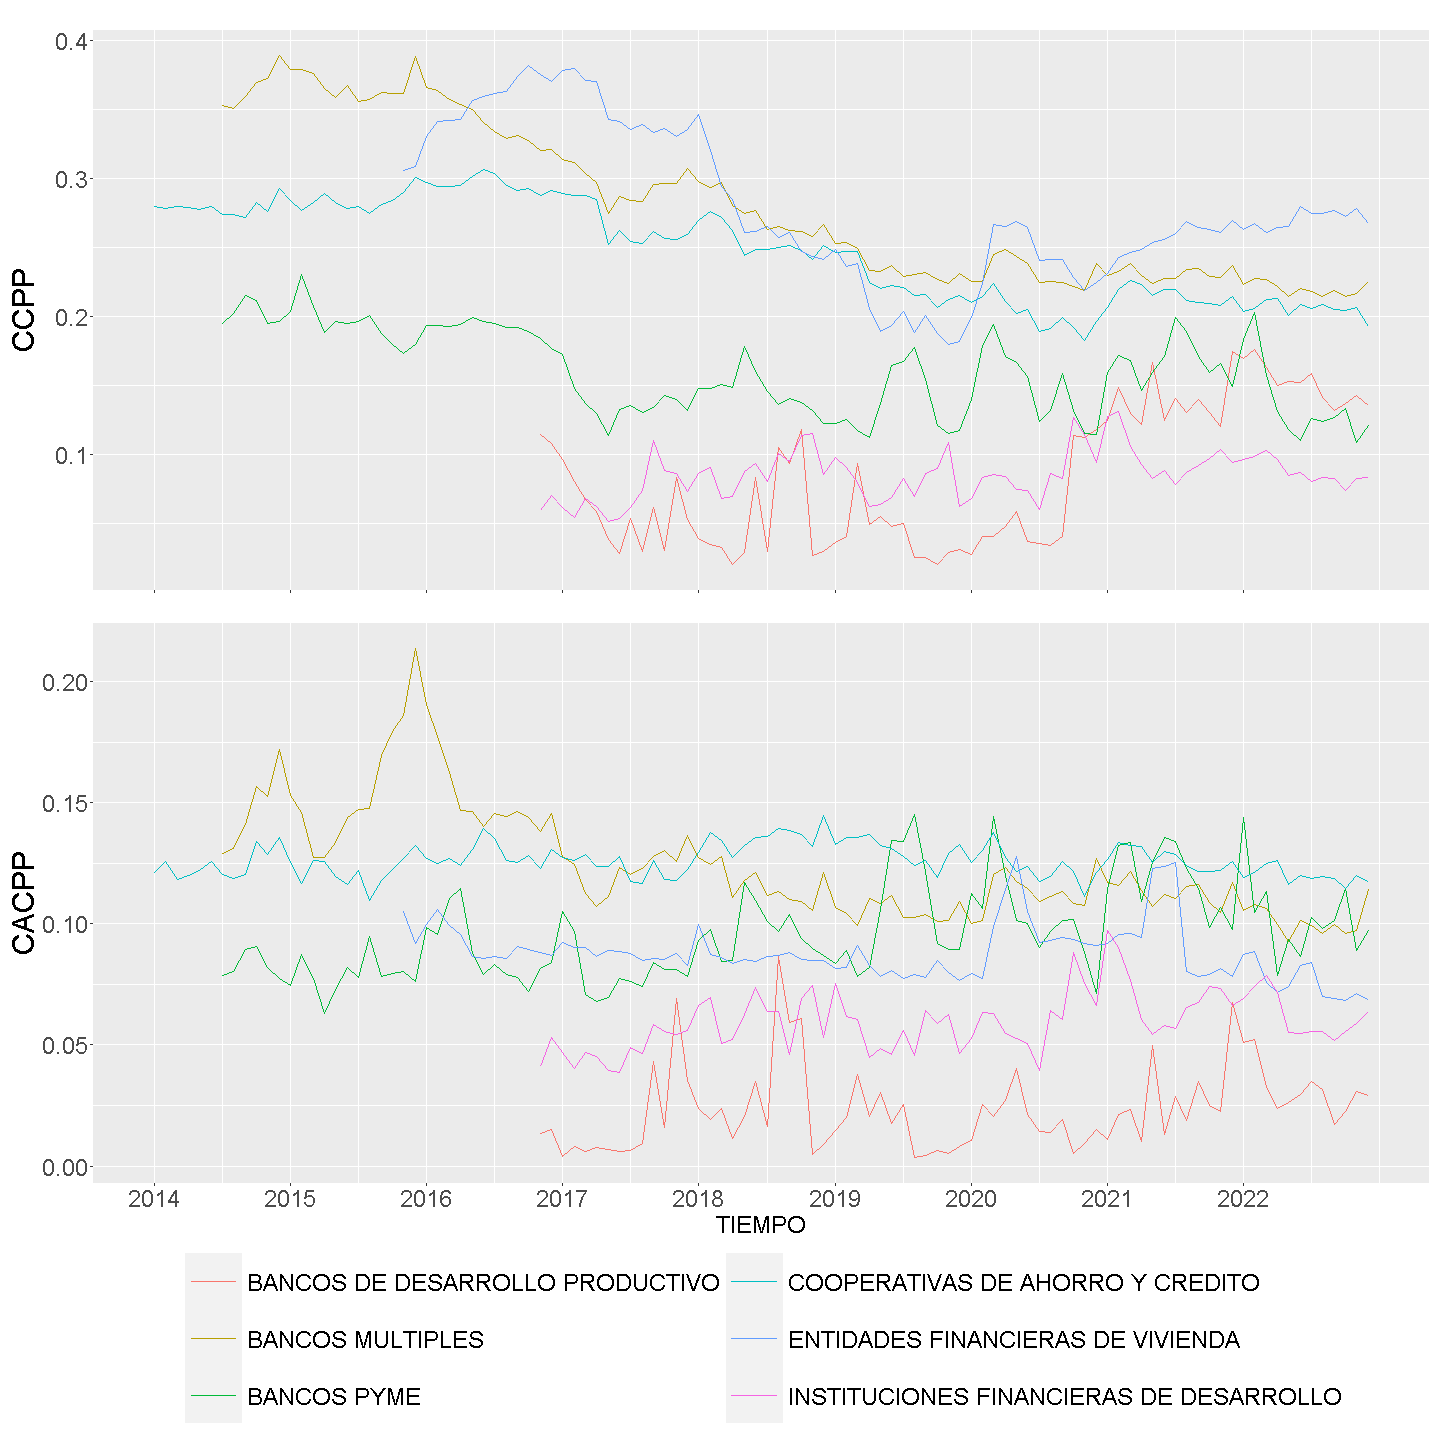 CCPP
0.4
0.3
0.2
0.1
CACPP
0.20
0.15
0.10
0.05
0.00
2014 2015 2016 2017 2018 2019 2020 2021 2022
TIEMPO
BANCOS DE DESARROLLO PRODUCTIVO
BANCOS MULTIPLES
BANCOS PYME
COOPERATIVAS DE AHORRO Y CREDITO
ENTIDADES FINANCIERAS DE VIVIENDA
INSTITUCIONES FINANCIERAS DE DESARROLLO